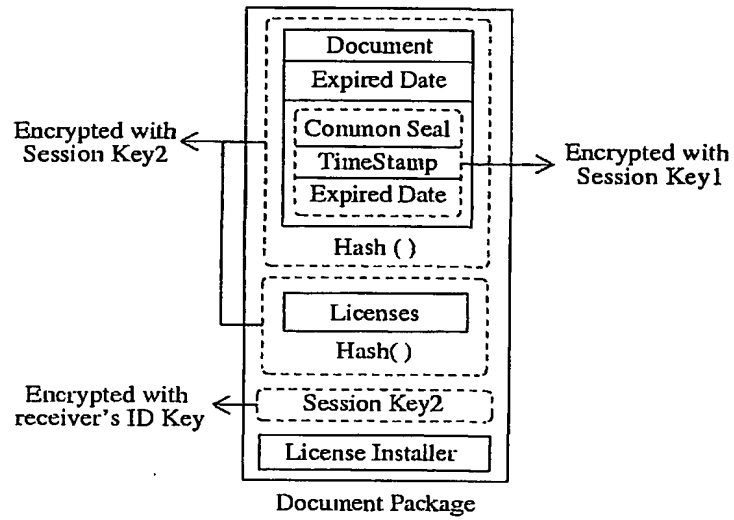 Document
Expired Date
Common Seal
TimeStamp
Expired Date
Hash ( )
Encrypted with
Session Key2
Encrypted with
Session Key1
Licenses
Hash( )
Encrypted with
receiver's ID Key
Session Key2
License Installer
Document Package